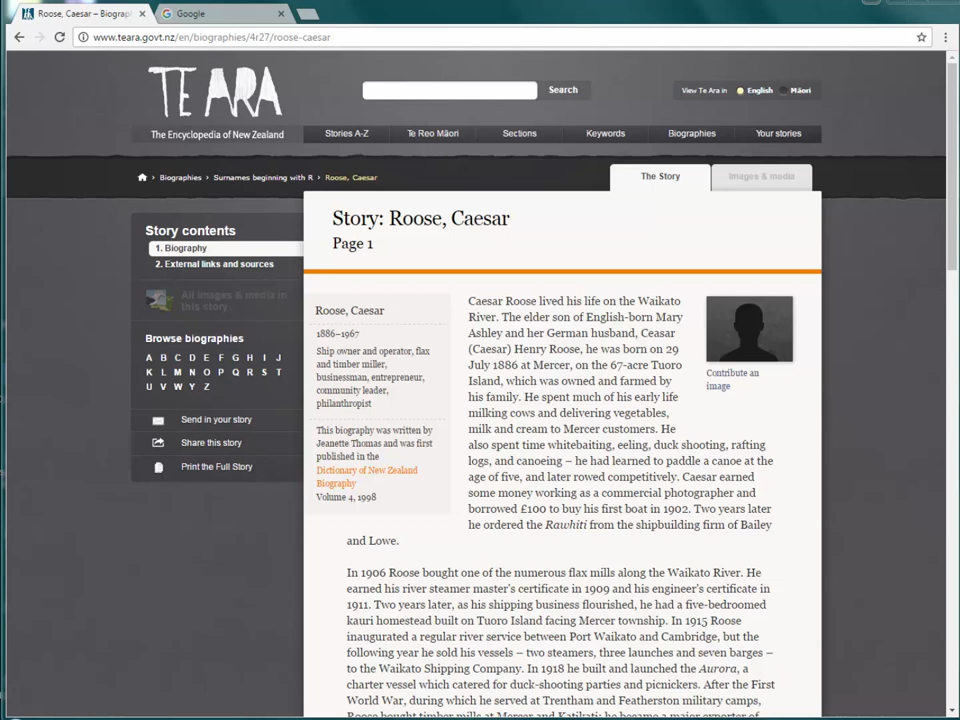 Roose, Caesar – Biograph
Google
www.teara.govt.nz/en/biographies/4r27/roose-caesar
TE ARA
The Encyclopedia of New Zealand
Search
View Te Ara in English Māori
Stories A-Z Te Reo Māori Sections Keywords Biographies Your stories
Biographies › Surnames beginning with R › Roose, Caesar
The Story
Images & media
Story contents
1. Biography
2. External links and sources
All images & media in
this story
Browse biographies
A B C D E F G H I J
K L M N O P Q R S T
U V W Y Z
Send in your story
Share this story
Print the Full Story
Story: Roose, Caesar
Page 1
Roose, Caesar
1886–1967
Ship owner and operator, flax
and timber miller,
businessman, entrepreneur,
community leader,
philanthropist
This biography was written by
Jeanette Thomas and was first
published in the
Dictionary of New Zealand
Biography
Volume 4, 1998
Caesar Roose lived his life on the Waikato
River. The elder son of English-born Mary
Ashley and her German husband, Ceasar
(Caesar) Henry Roose, he was born on 29
July 1886 at Mercer, on the 67-acre Tuoro
Island, which was owned and farmed by
his family. He spent much of his early life
milking cows and delivering vegetables,
milk and cream to Mercer customers. He
also spent time whitebaiting, eeling, duck shooting, rafting
logs, and canoeing – he had learned to paddle a canoe at the
age of five, and later rowed competitively. Caesar earned
some money working as a commercial photographer and
borrowed £100 to buy his first boat in 1902. Two years later
he ordered the Rawhiti from the shipbuilding firm of Bailey
and Lowe.
Contribute an
image
In 1906 Roose bought one of the numerous flax mills along the Waikato River. He
earned his river steamer master's certificate in 1909 and his engineer's certificate in
1911. Two years later, as his shipping business flourished, he had a five-bedroomed
kauri homestead built on Tuoro Island facing Mercer township. In 1915 Roose
inaugurated a regular river service between Port Waikato and Cambridge, but the
following year he sold his vessels – two steamers, three launches and seven barges –
to the Waikato Shipping Company. In 1918 he built and launched the Aurora, a
charter vessel which catered for duck-shooting parties and picnickers. After the First
World War, during which he served at Trentham and Featherston military camps,
Roose bought timber mills at Mercer and Katikati; he became a major exporter of